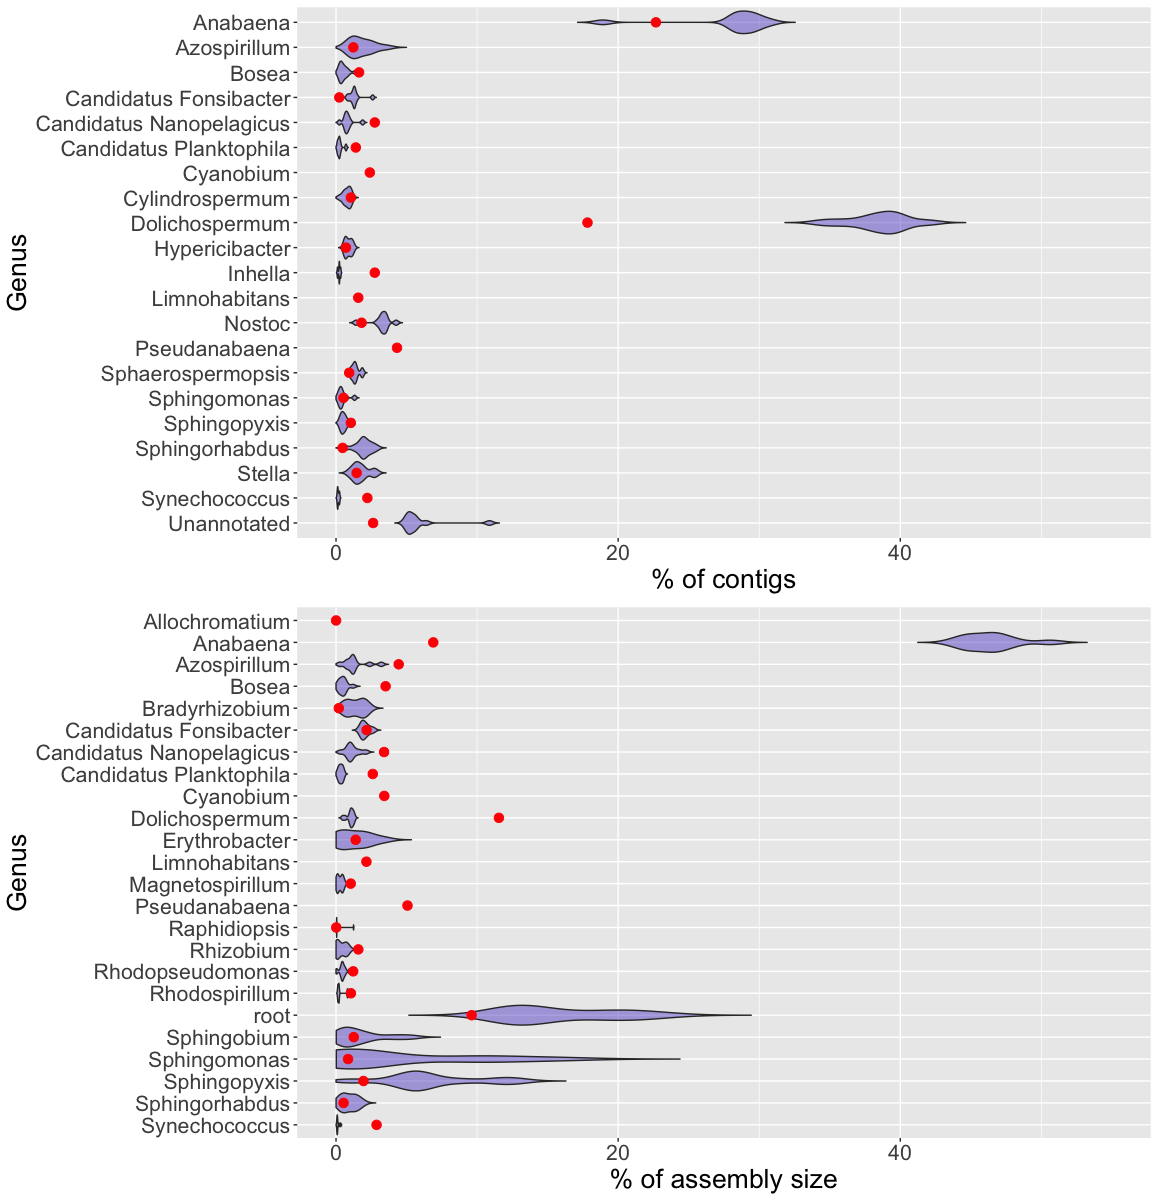 Genus
Anabaena
Azospirillum
Bosea
Candidatus Fonsibacter
Candidatus Nanopelagicus
Candidatus Planktophila
Cyanobium
Cylindrospermum
Dolichospermum
Hypericibacter
Inhella
Limnohabitans
Nostoc
Pseudanabaena
Sphaerospermopsis
Sphingomonas
Sphingopyxis
Sphingorhabdus
Stella
Synechococcus
Unannotated
0 20 40
% of contigs
Genus
Allochromatium
Anabaena
Azospirillum
Bosea
Bradyrhizobium
Candidatus Fonsibacter
Candidatus Nanopelagicus
Candidatus Planktophila
Cyanobium
Dolichospermum
Erythrobacter
Limnohabitans
Magnetospirillum
Pseudanabaena
Raphidiopsis
Rhizobium
Rhodopseudomonas
Rhodospirillum
root
Sphingobium
Sphingomonas
Sphingopyxis
Sphingorhabdus
Synechococcus
0 20 40
% of assembly size